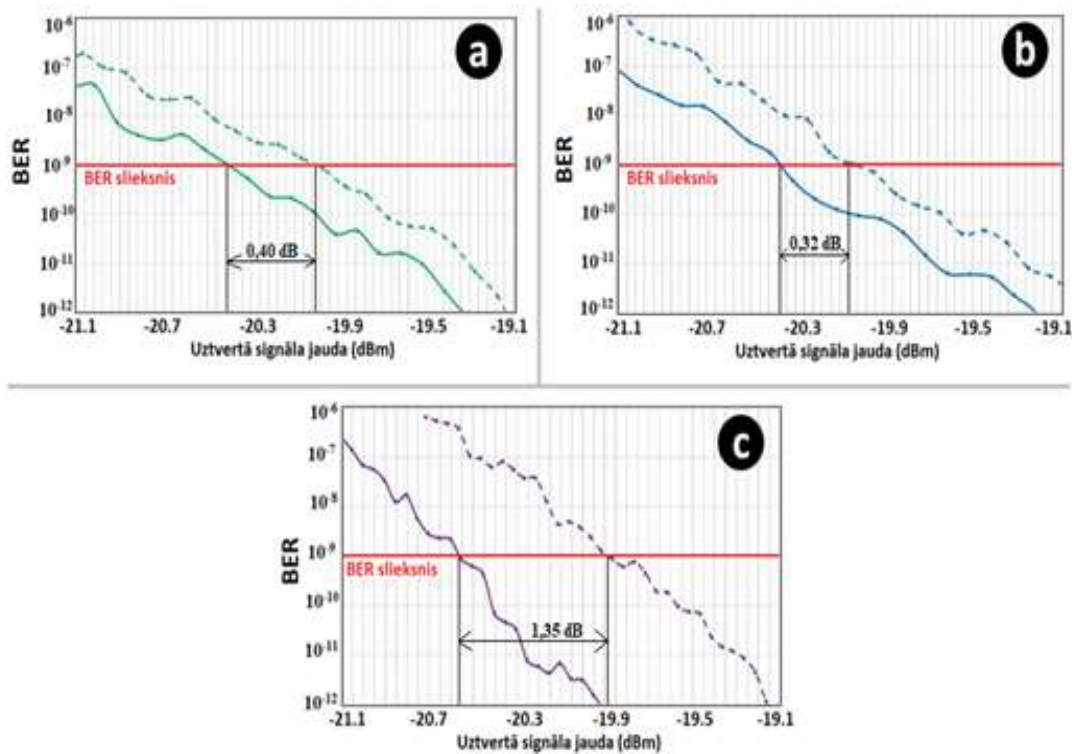 a
BER
10-6
10-7
10-8
10-9
10-10
10-11
10-12
BER slieksnis
0,40 dB
-21.1 -20.7 -20.3 -19.9 -19.5 -19.1
Uztvertā signāla jauda (dBm)
b
BER
10-6
10-7
10-8
10-9
10-10
10-11
10-12
BER slieksnis
0,32 dB
-21.1 -20.7 -20.3 -19.9 -19.5 -19.1
Uztvertā signāla jauda (dBm)
c
BER
10-6
10-7
10-8
10-9
10-10
10-11
10-12
BER slieksnis
1,35 dB
-21.1 -20.7 -20.3 -19.9 -19.5 -19.1
Uztvertā signāla jauda (dBm)